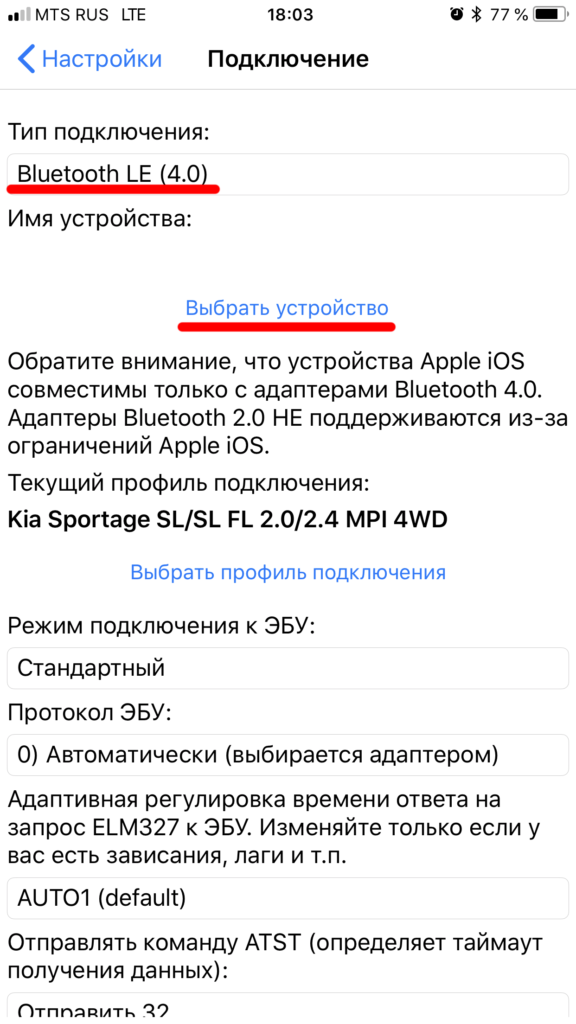 MTS RUS LTE 18:03 77 %
Настройки Подключение
Тип подключения:
Bluetooth LE (4.0)
Имя устройства:
Выбрать устройство
Обратите внимание, что устройства Apple iOS
совместимы только с адаптерами Bluetooth 4.0.
Адаптеры Bluetooth 2.0 НЕ поддерживаются из-за
ограничений Apple iOS.
Текущий профиль подключения:
Kia Sportage SL/SL FL 2.0/2.4 MPI 4WD
Выбрать профиль подключения
Режим подключения к ЭБУ:
Стандартный
Протокол ЭБУ:
0) Автоматически (выбирается адаптером)
Адаптивная регулировка времени ответа на
запрос ELM327 к ЭБУ. Изменяйте только если у
вас есть зависания, лаги и т.п.
AUTO1 (default)
Отправлять команду ATST (определяет таймаут
получения данных):
Отправить 32